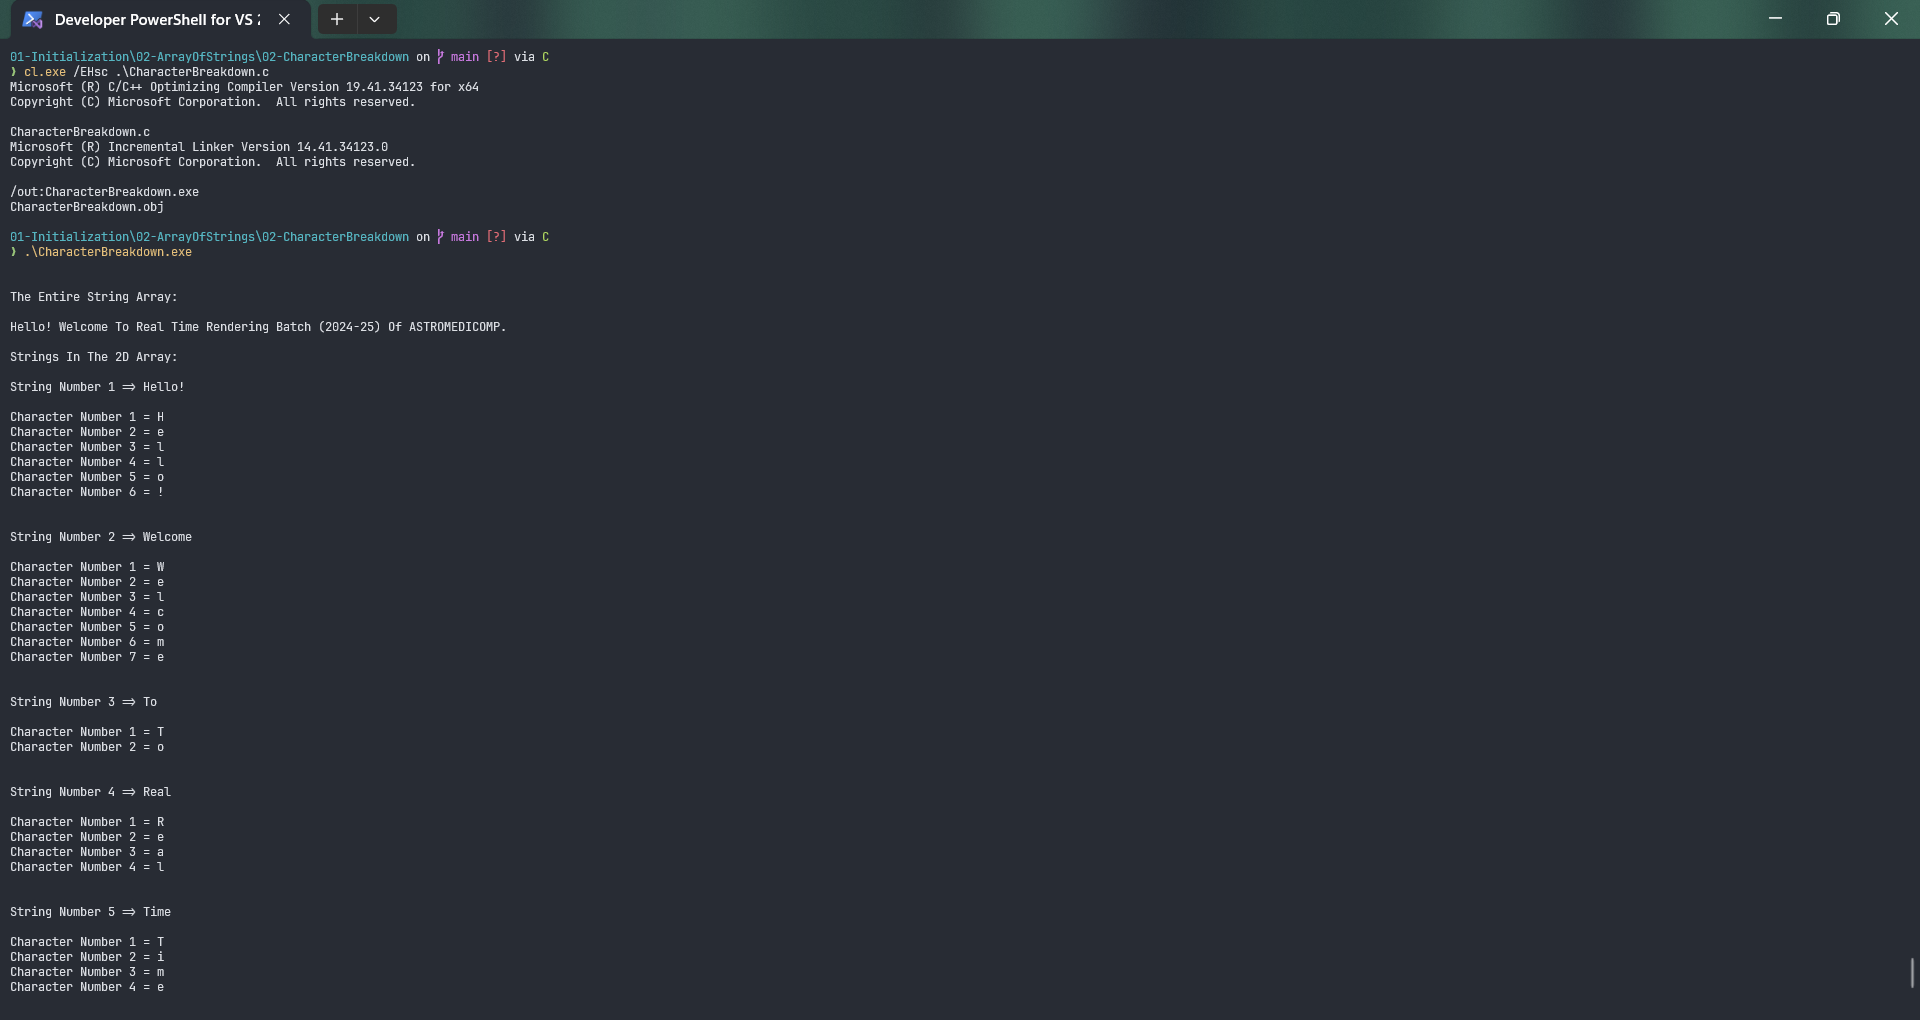 Developer PowerShell for VS 2
01-Initialization\02-ArrayOfStrings\02-CharacterBreakdown on main [?] via C
❯ cl.exe /EHsc .\CharacterBreakdown.c
Microsoft (R) C/C++ Optimizing Compiler Version 19.41.34123 for x64
Copyright (C) Microsoft Corporation.  All rights reserved.
CharacterBreakdown.c
Microsoft (R) Incremental Linker Version 14.41.34123.0
Copyright (C) Microsoft Corporation.  All rights reserved.
/out:CharacterBreakdown.exe
CharacterBreakdown.obj
01-Initialization\02-ArrayOfStrings\02-CharacterBreakdown on main [?] via C
❯ .\CharacterBreakdown.exe
The Entire String Array:
Hello! Welcome To Real Time Rendering Batch (2024-25) Of ASTROMEDICOMP.
Strings In The 2D Array:
String Number 1 => Hello!
Character Number 1 = H
Character Number 2 = e
Character Number 3 = l
Character Number 4 = l
Character Number 5 = o
Character Number 6 = !
String Number 2 => Welcome
Character Number 1 = W
Character Number 2 = e
Character Number 3 = l
Character Number 4 = c
Character Number 5 = o
Character Number 6 = m
Character Number 7 = e
String Number 3 => To
Character Number 1 = T
Character Number 2 = o
String Number 4 => Real
Character Number 1 = R
Character Number 2 = e
Character Number 3 = a
Character Number 4 = l
String Number 5 => Time
Character Number 1 = T
Character Number 2 = i
Character Number 3 = m
Character Number 4 = e